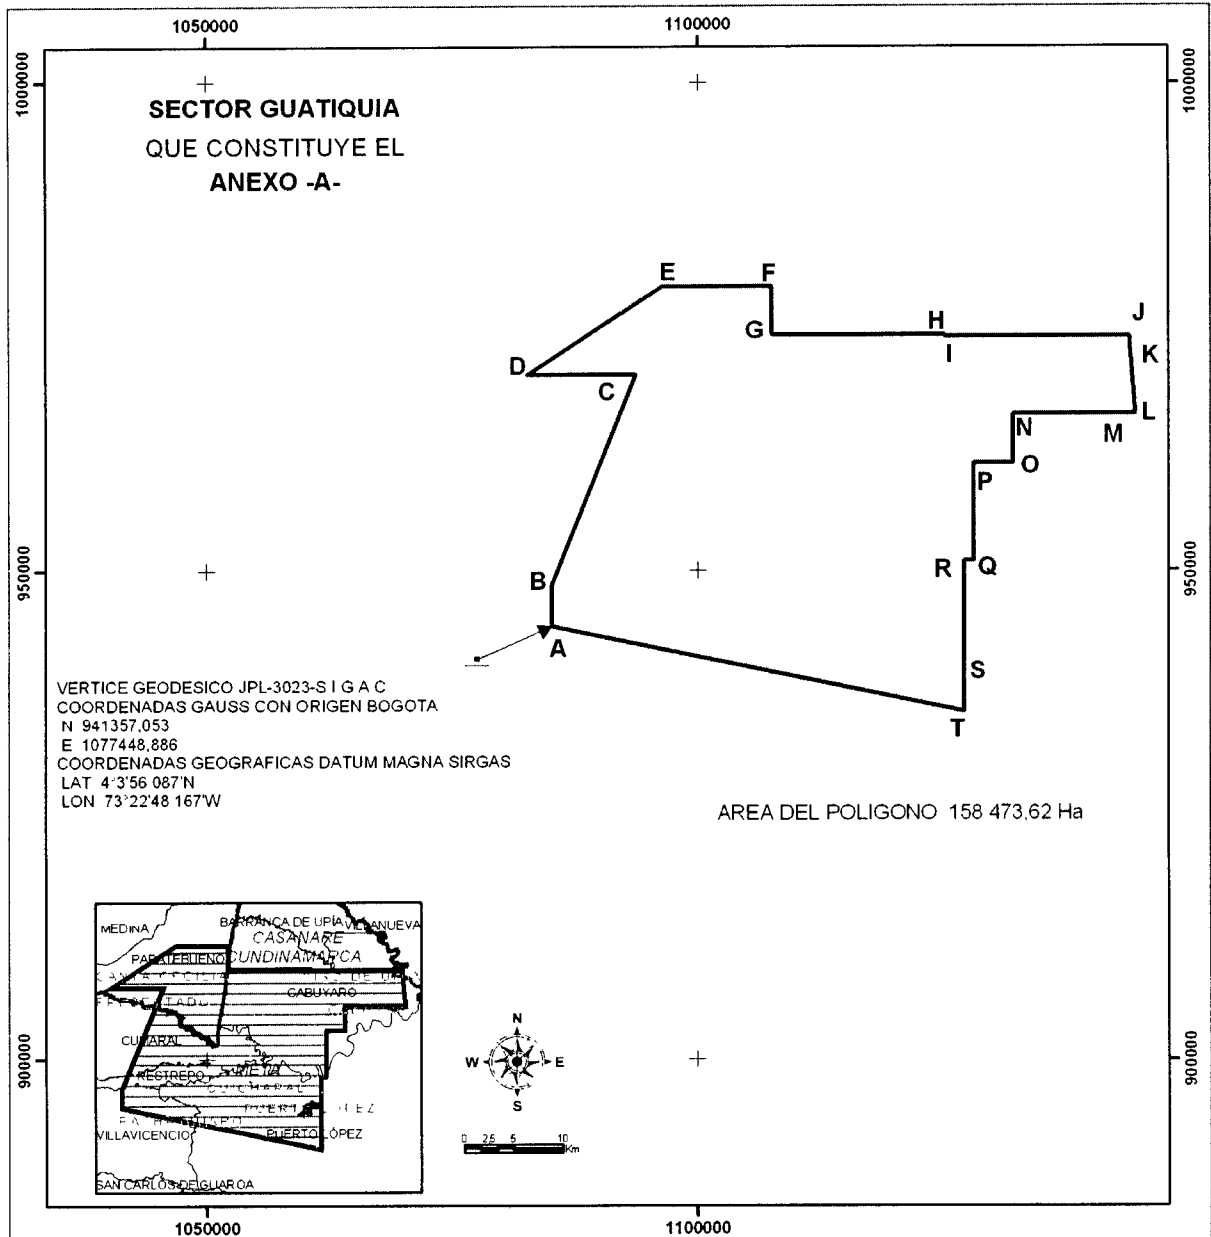 1050000
1100000
1000000
1000000
SECTOR GUATIQUIA
QUE CONSTITUYE EL
ANEXO -A-
E
F
G
H
I
J
K
D
C
L
M
N
O
P
B
R
Q
A
S
T
950000
950000
VERTICE GEODESICO JPL-3023-S I G A C
COORDENADAS GAUSS CON ORIGEN BOGOTA
N 941357,053
E 1077448,886
COORDENADAS GEOGRAFICAS DATUM MAGNA SIRGAS
LAT 4°3'56 087'N
LON 73°22'48 167'W
AREA DEL POLIGONO 158 473,62 Ha
MEDINA
BARRANCA DE UPÍA
VILLANUEVA
CASANARE
CUNDINAMARCA
PARATEBUENO
CABUYARO
CUMARAL
RESTREPO
META
VILLAVICENCIO
PUERTO LÓPEZ
SAN CARLOS DE GUAROA
N
W
E
S
0 2,5 5 10
Km
900000
900000
1050000
1100000